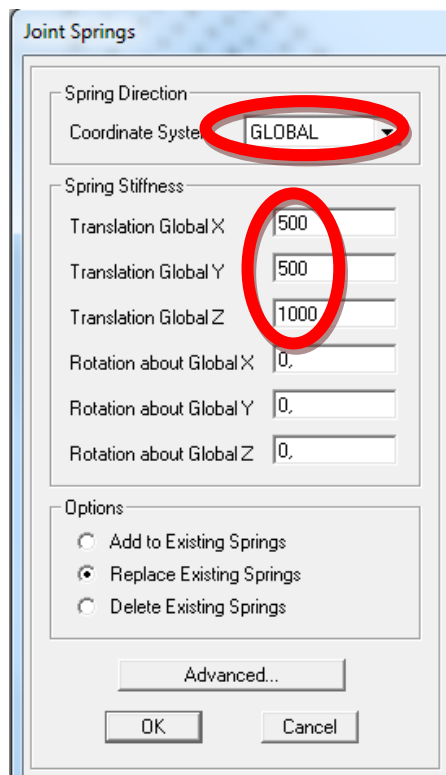 Joint Springs
Spring Direction
Coordinate System GLOBAL
Spring Stiffness
Translation Global X 500
Translation Global Y 500
Translation Global Z 1000
Rotation about Global X 0,
Rotation about Global Y 0,
Rotation about Global Z 0,
Options
Add to Existing Springs
Replace Existing Springs
Delete Existing Springs
Advanced...
OK Cancel